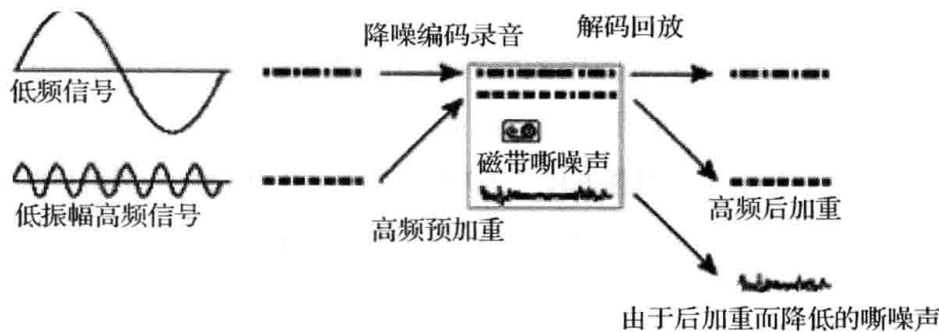 降噪编码录音
解码回放
低频信号
磁带嘶噪声
低振幅高频信号
高频预加重
高频后加重
由于后加重而降低的嘶噪声